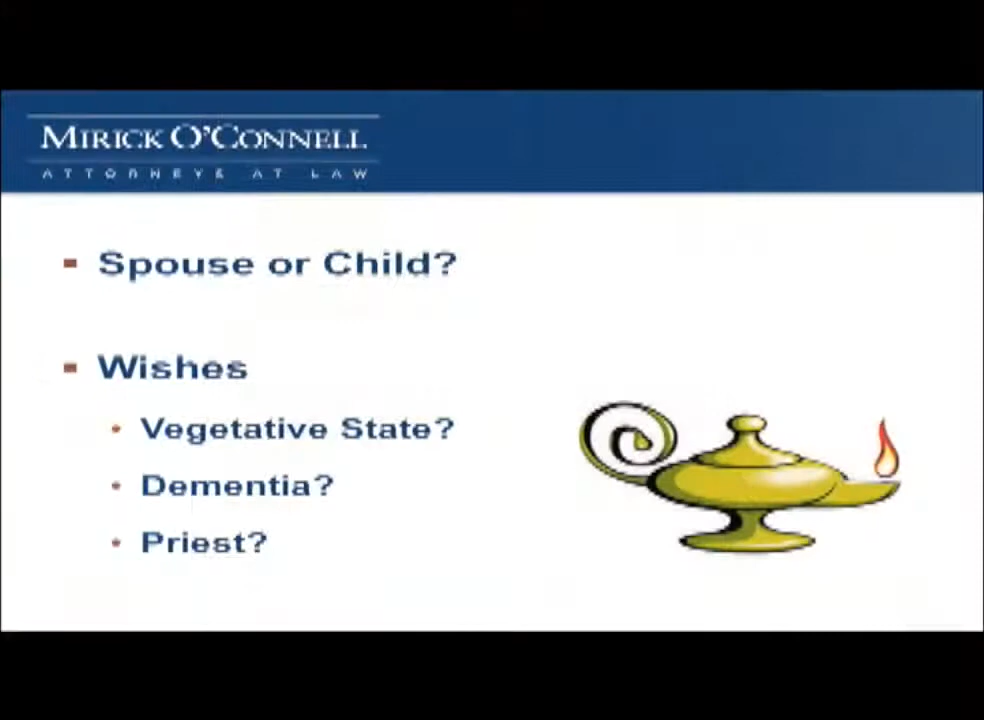 MIRICK O'CONNELL
ATTORNEYS AT LAW
Spouse or Child?
Wishes
Vegetative State?
Dementia?
Priest?